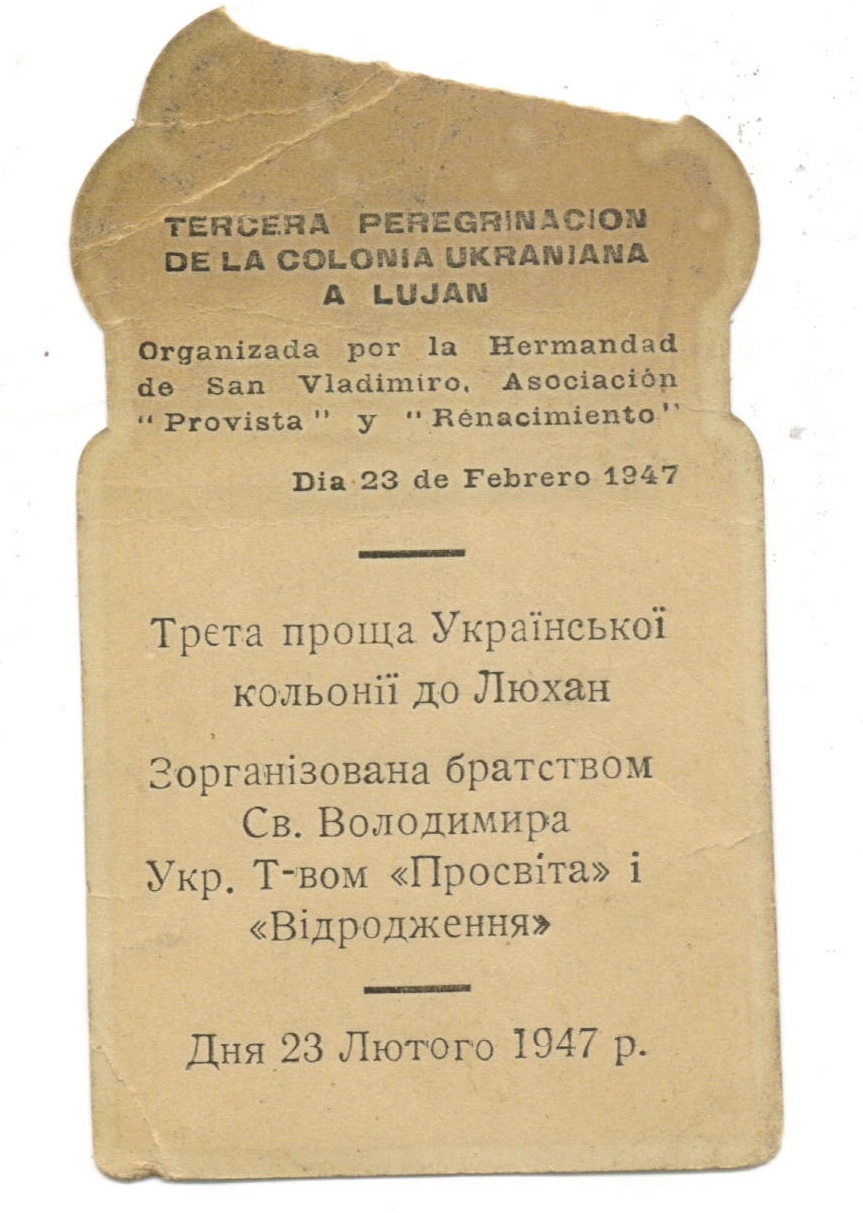 TERCERA PEREGRINACION
DE LA COLONIA UKRANIANA
A LUJAN
Organizada por la Hermandad
de San Vladimiro, Asociación
"Provista" y "Renacimiento"
Dia 23 de Febrero 1947
Трета проща Української
кольонії до Люхан
Зорганізована братством
Св. Володимира
Укр. Т-вом «Просвіта» і
«Відродження»
Дня 23 Лютого 1947 р.